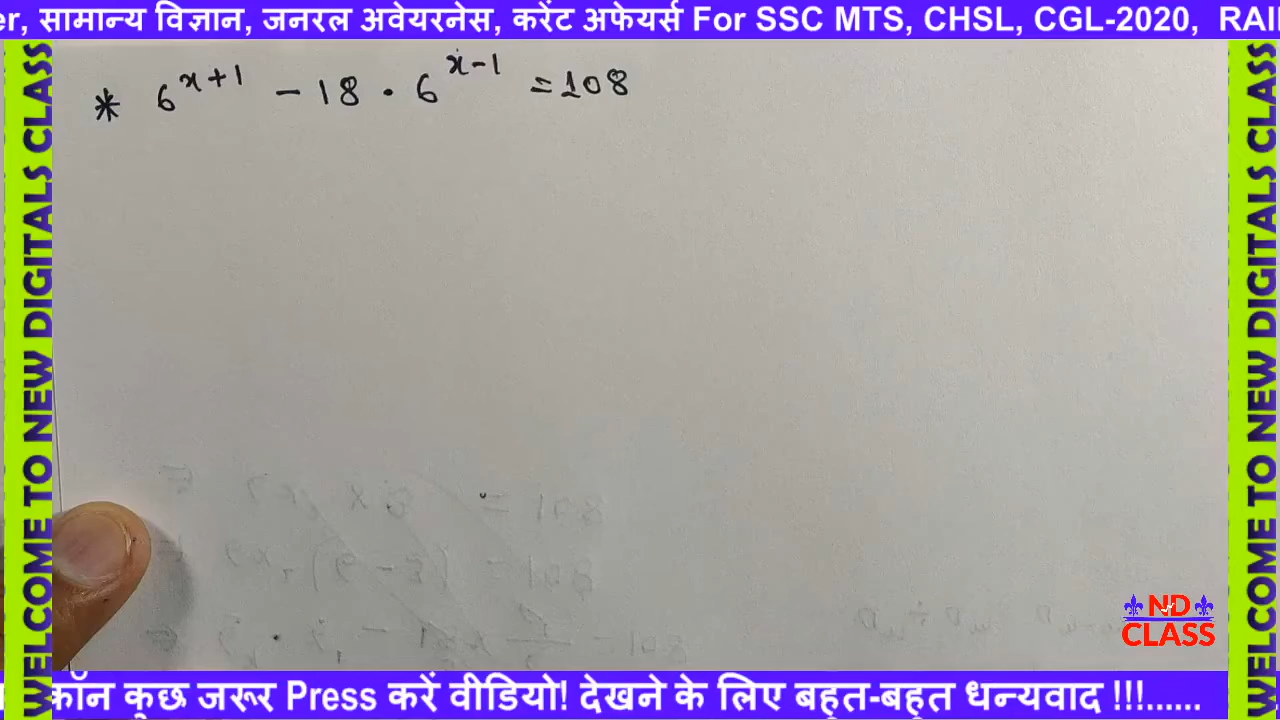 er, सामान्य विज्ञान, जनरल अवेयरनेस, करेंट अफेयर्स For SSC MTS, CHSL, CGL-2020, RAI
* 6^{x+1} - 18 · 6^{x-1} = 108
WELCOME TO NEW DIGITALS CLASS
WELCOME TO NEW DIGITALS CLASS
ND
CLASS
कॉन कुछ जरूर Press करें वीडियो! देखने के लिए बहुत-बहुत धन्यवाद !!!......